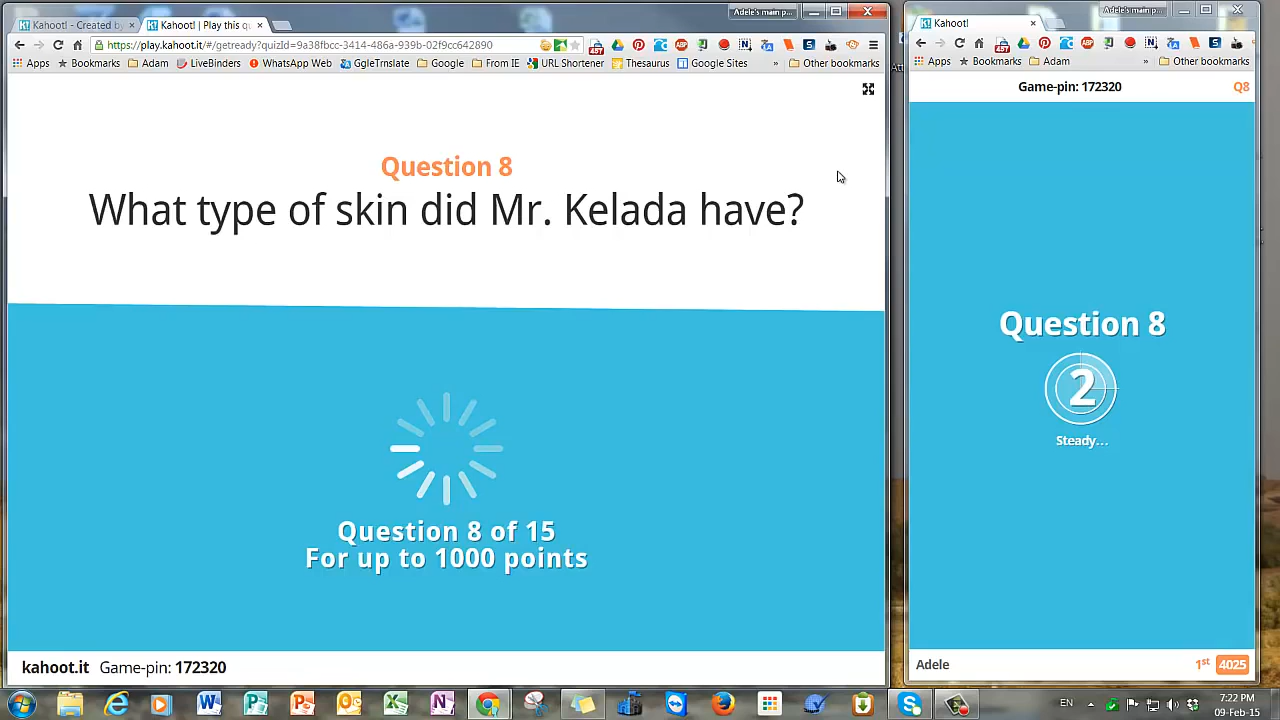 Kahoot! - Created by
Kahoot! | Play this q
Adele's main p...
https://play.kahoot.it/#/getready?quizId=9a38fbcc-3414-48fa-939b-02f9cc642890
Apps Bookmarks Adam LiveBinders WhatsApp Web GgleTrnslate Google From IE URL Shortener Thesaurus Google Sites » Other bookmarks
Question 8
What type of skin did Mr. Kelada have?
Question 8 of 15
For up to 1000 points
kahoot.it Game-pin: 172320
Adele's main p...
Kahoot!
Apps Bookmarks Adam » Other bookmarks
Game-pin: 172320 Q8
Question 8
2
Steady...
Adele 1st 4025
EN 7:22 PM
09-Feb-15